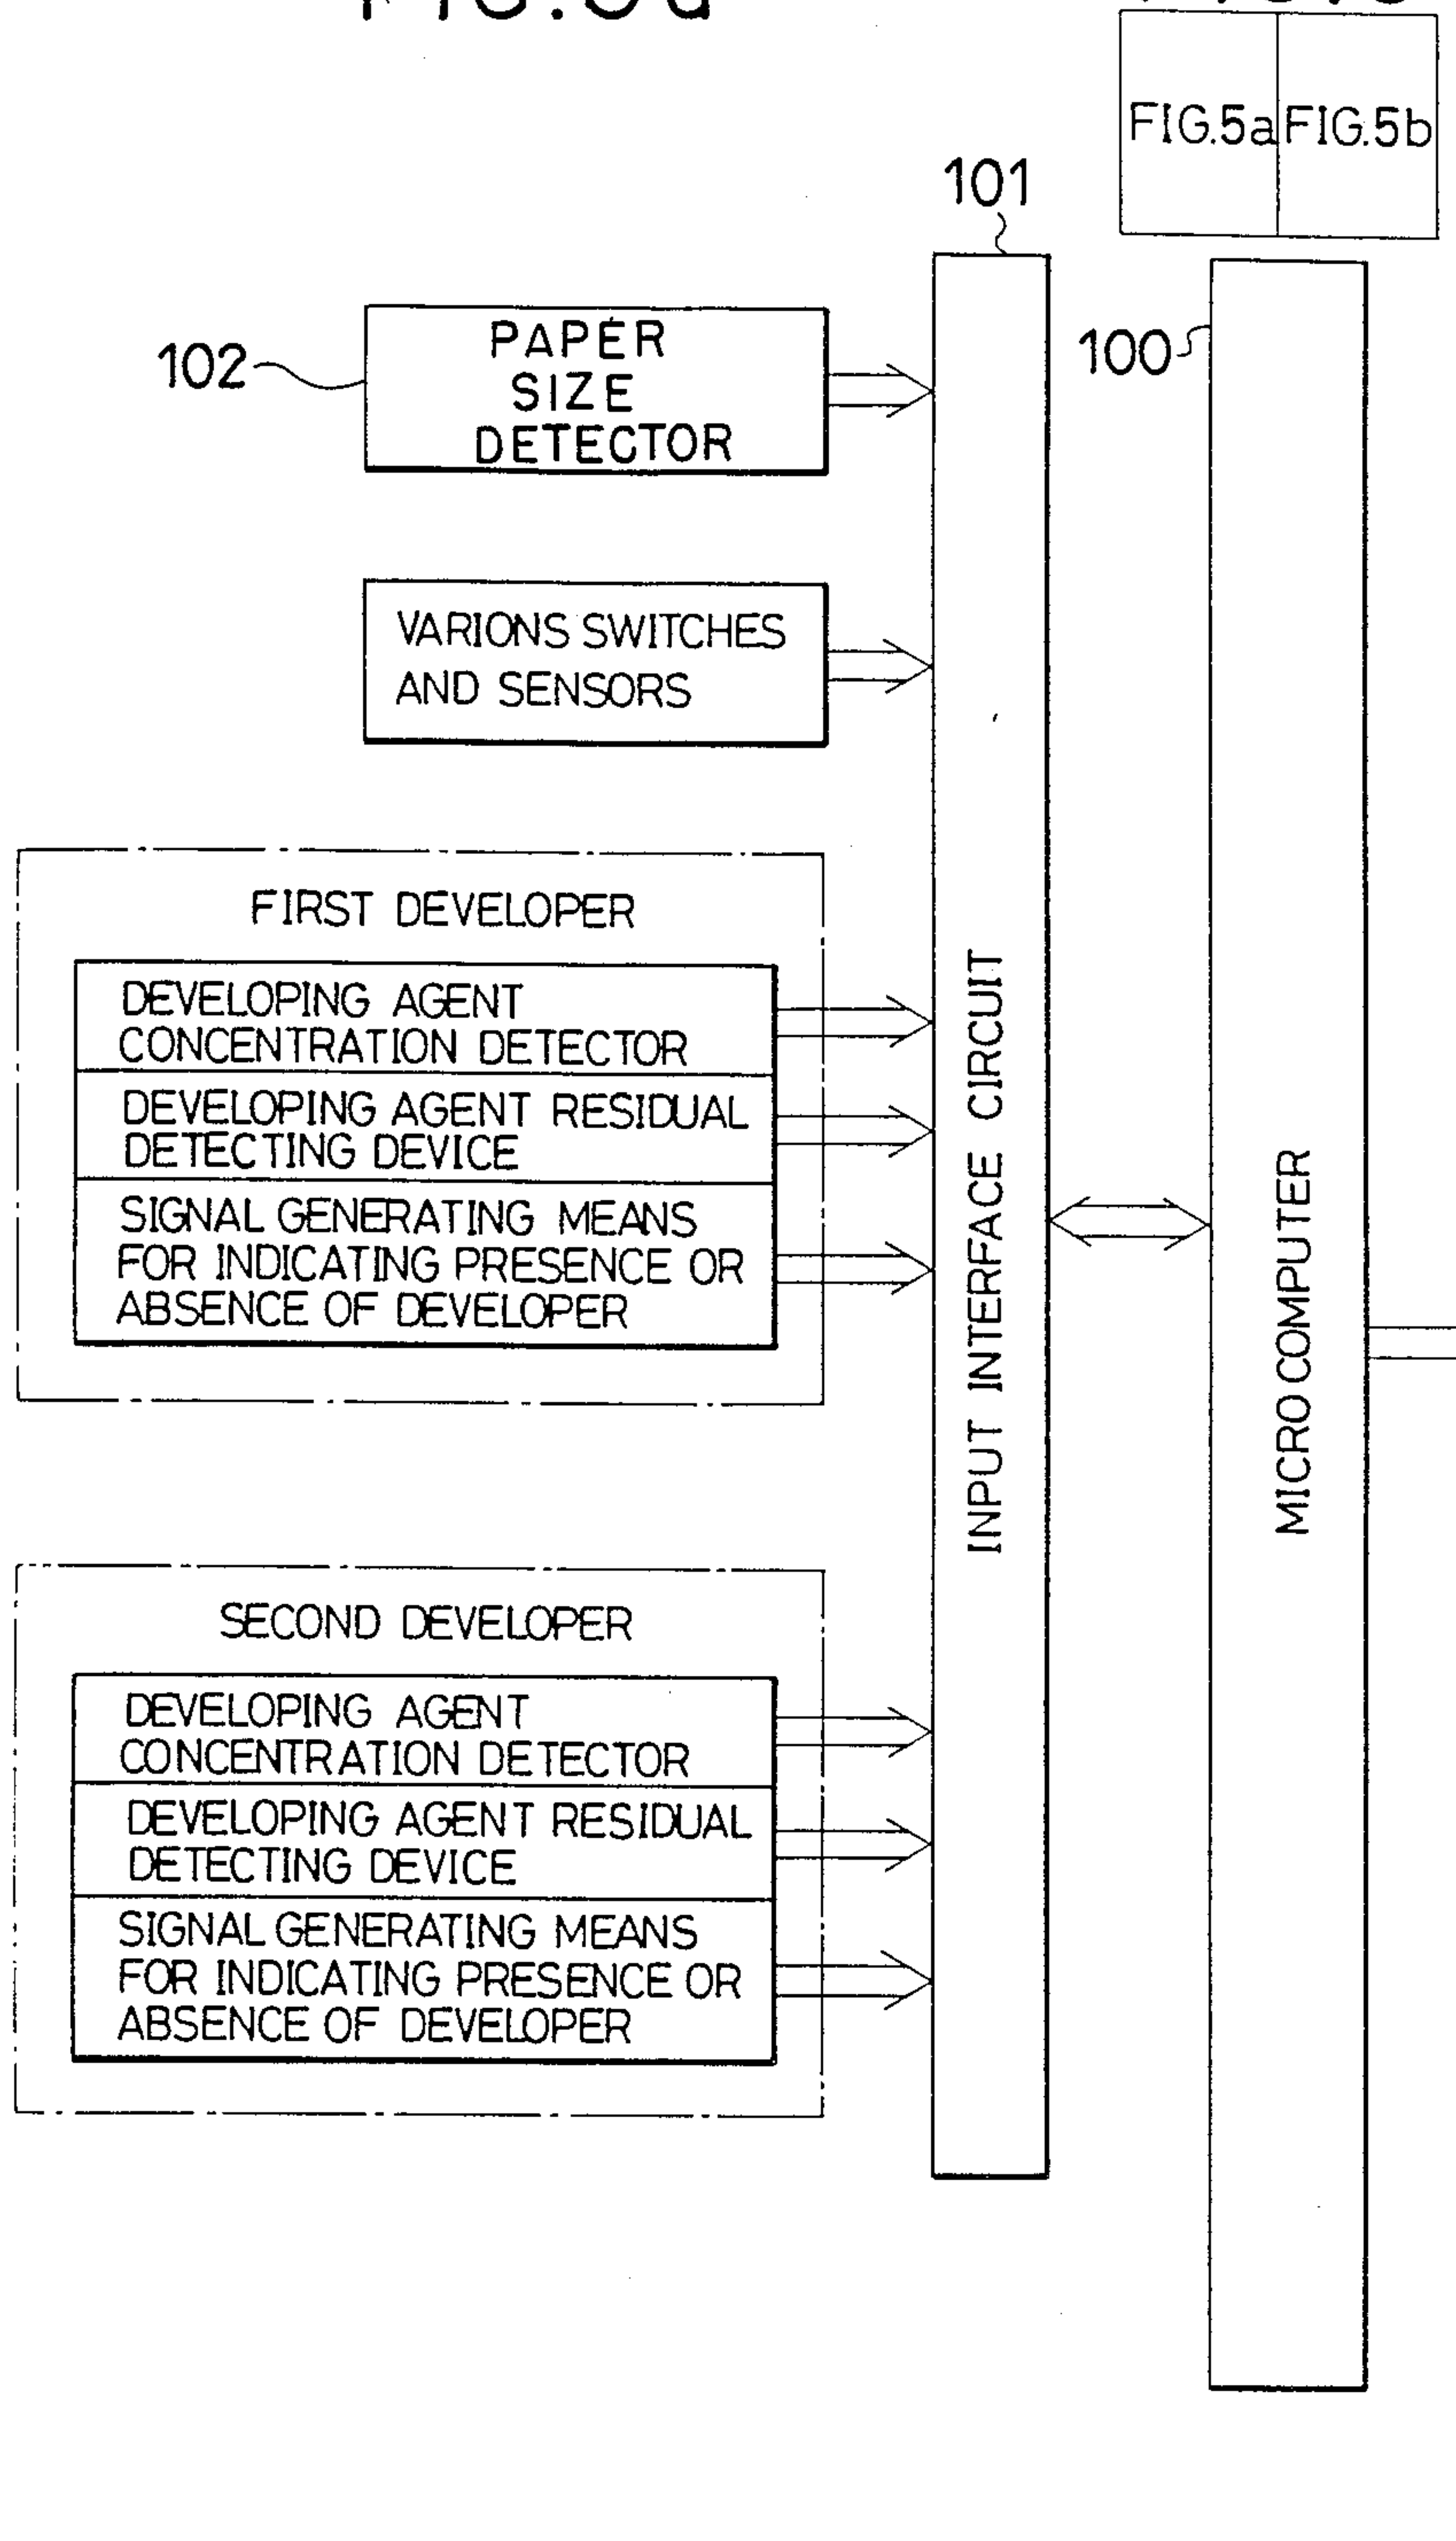 FIG.5a
FIG.5a FIG.5b
101
102
100
PAPER
SIZE
DETECTOR
VARIONS SWITCHES
AND SENSORS
FIRST DEVELOPER
DEVELOPING AGENT
CONCENTRATION DETECTOR
DEVELOPING AGENT RESIDUAL
DETECTING DEVICE
SIGNAL GENERATING MEANS
FOR INDICATING PRESENCE OR
ABSENCE OF DEVELOPER
INPUT INTERFACE CIRCUIT
MICROCOMPUTER
SECOND DEVELOPER
DEVELOPING AGENT
CONCENTRATION DETECTOR
DEVELOPING AGENT RESIDUAL
DETECTING DEVICE
SIGNAL GENERATING MEANS
FOR INDICATING PRESENCE OR
ABSENCE OF DEVELOPER